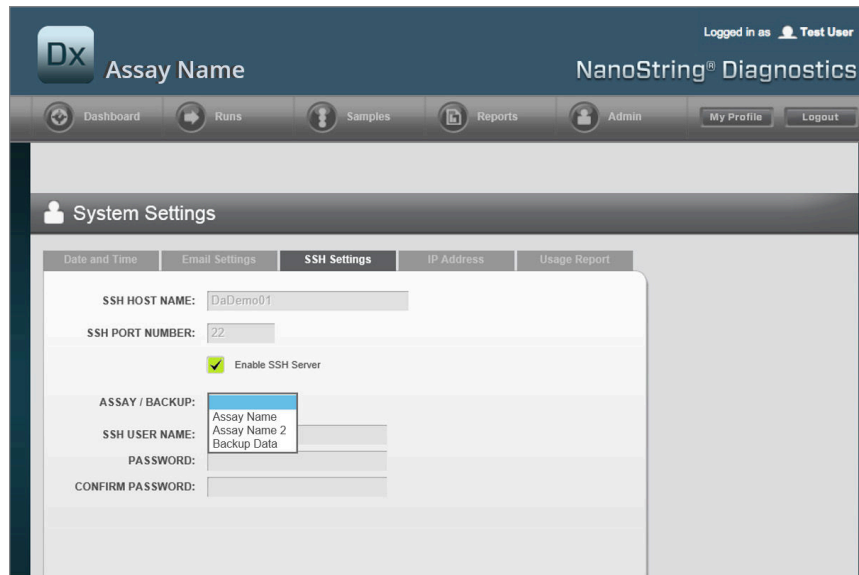 Logged in as Test User
Dx Assay Name
NanoString® Diagnostics
Dashboard Runs Samples Reports Admin My Profile Logout
System Settings
Date and Time Email Settings SSH Settings IP Address Usage Report
SSH HOST NAME: DaDemo01
SSH PORT NUMBER: 22
Enable SSH Server
ASSAY / BACKUP:
Assay Name
Assay Name 2
Backup Data
SSH USER NAME:
PASSWORD:
CONFIRM PASSWORD: